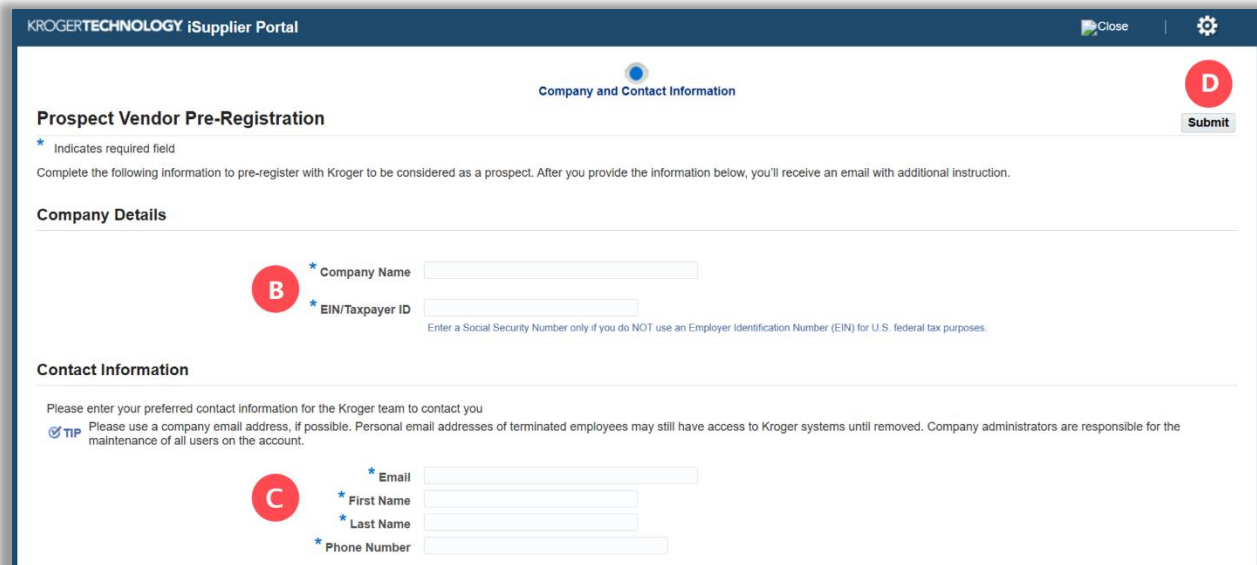 KROGERTECHNOLOGY iSupplier Portal
Close
Company and Contact Information
D
Prospect Vendor Pre-Registration
Submit
* Indicates required field
Complete the following information to pre-register with Kroger to be considered as a prospect. After you provide the information below, you'll receive an email with additional instruction.
Company Details
* Company Name
B
* EIN/Taxpayer ID
Enter a Social Security Number only if you do NOT use an Employer Identification Number (EIN) for U.S. federal tax purposes.
Contact Information
Please enter your preferred contact information for the Kroger team to contact you
TIP Please use a company email address, if possible. Personal email addresses of terminated employees may still have access to Kroger systems until removed. Company administrators are responsible for the
maintenance of all users on the account.
* Email
C
* First Name
* Last Name
* Phone Number